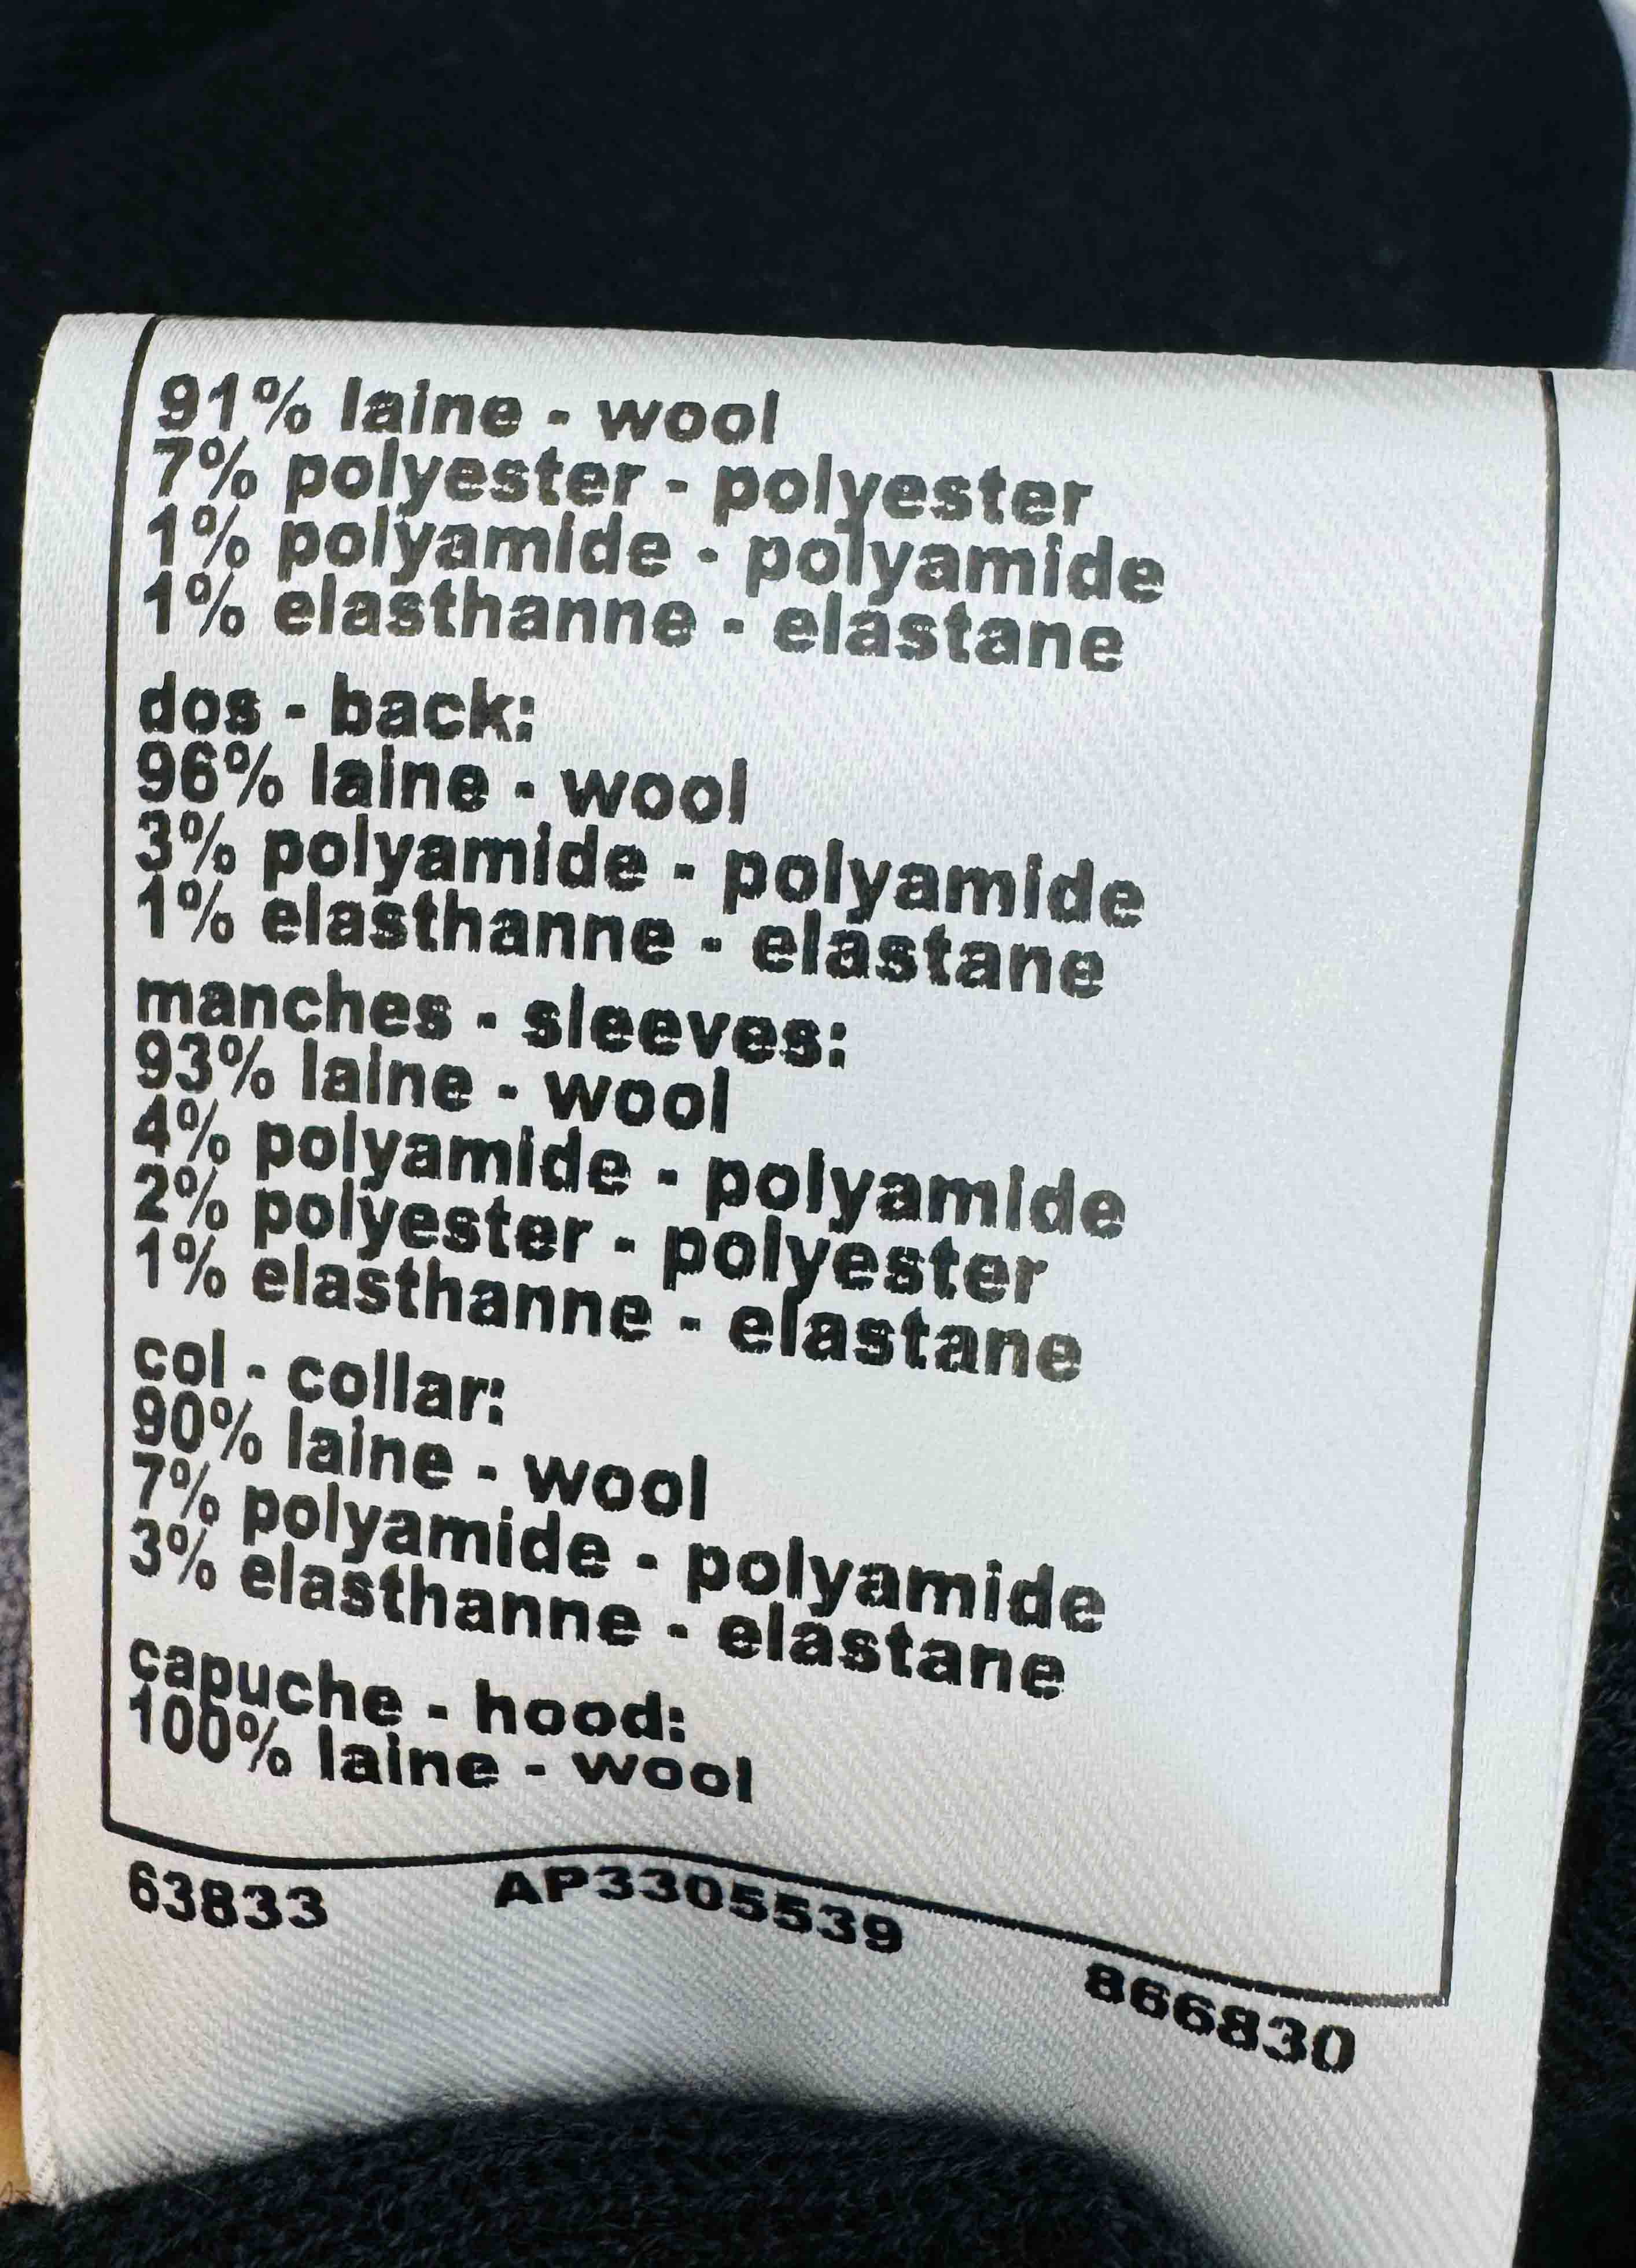 91% laine - wool
7% polyester - polyester
1% polyamide - polyamide
1% elasthanne - elastane
dos - back:
96% laine - wool
3% polyamide - polyamide
1% elasthanne - elastane
manches - sleeves:
93% laine - wool
4% polyamide - polyamide
2% polyester - polyester
1% elasthanne - elastane
col - collar:
90% laine - wool
7% polyamide - polyamide
3% elasthanne - elastane
capuche - hood:
100% laine - wool
63833 AP3305539 866830